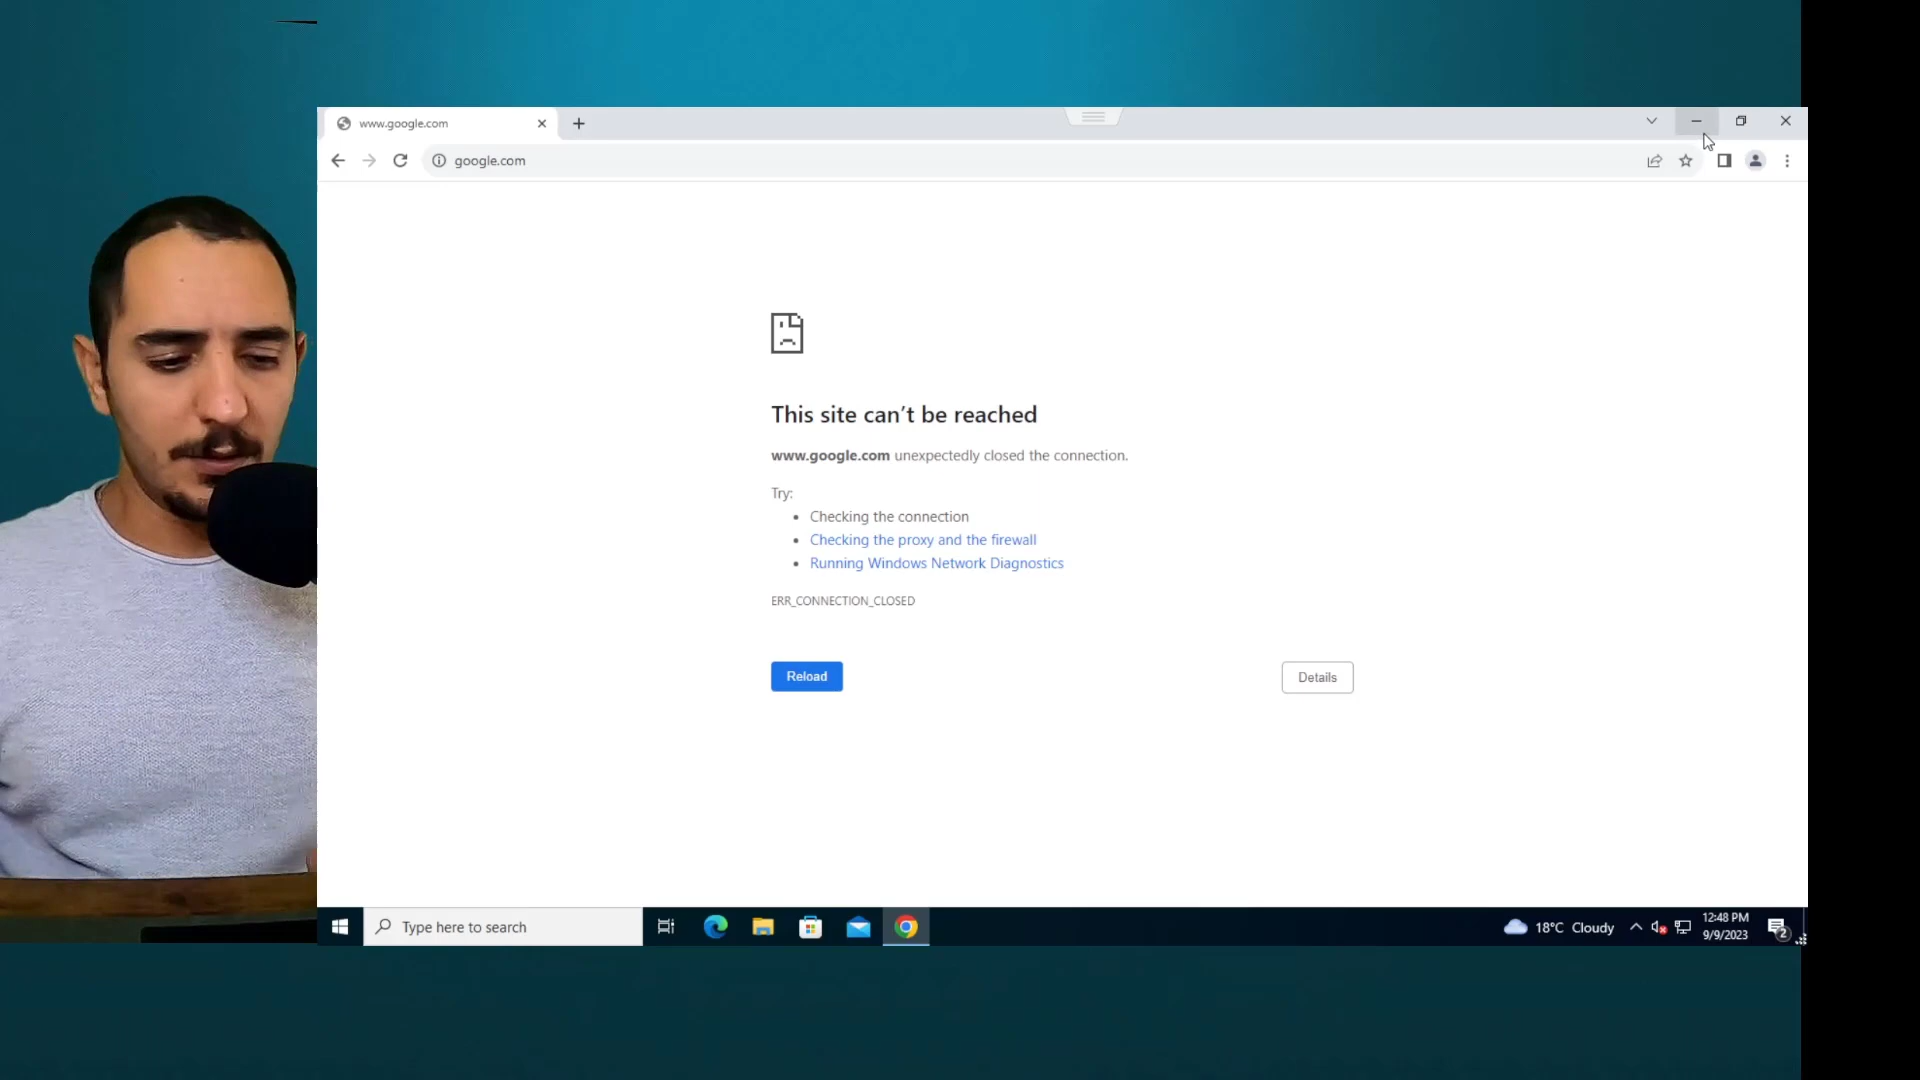 www.google.com
google.com
This site can't be reached
www.google.com unexpectedly closed the connection.
Try:
• Checking the connection
• Checking the proxy and the firewall
• Running Windows Network Diagnostics
ERR_CONNECTION_CLOSED
Reload
Details
Type here to search
18°C Cloudy
12:48 PM
9/9/2023
2